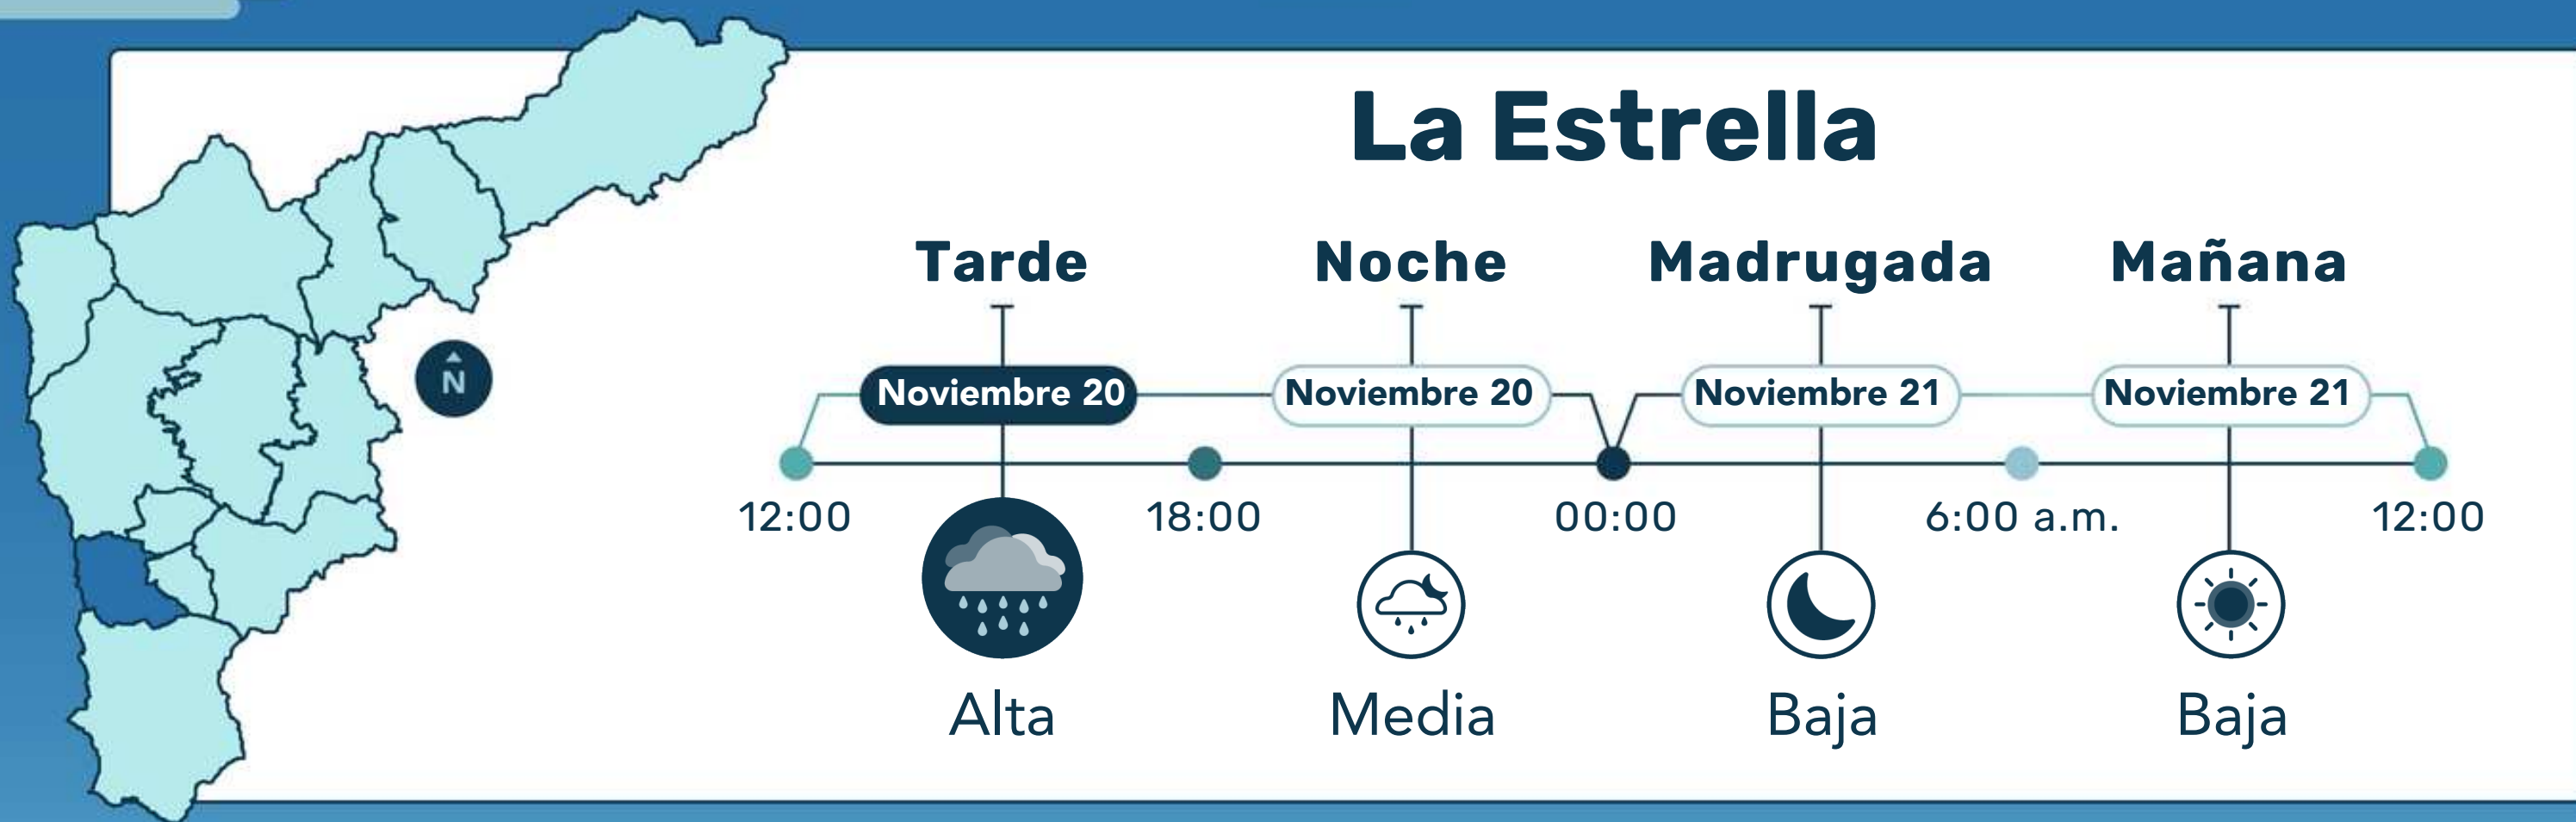 La Estrella
Tarde Noche Madrugada Mañana
Noviembre 20 Noviembre 20 Noviembre 21 Noviembre 21
N
12:00 18:00 00:00 6:00 a.m. 12:00
Alta Media Baja Baja